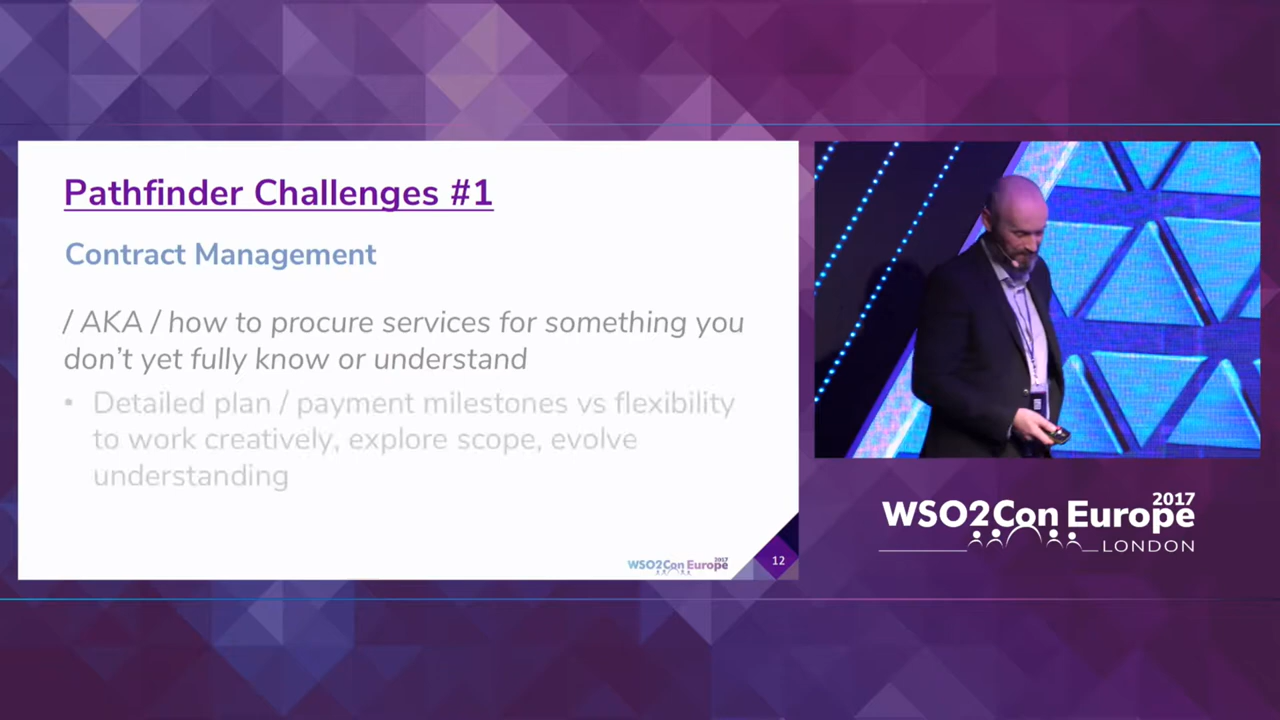 Pathfinder Challenges #1
Contract Management
/ AKA / how to procure services for something you
don't yet fully know or understand
• Detailed plan / payment milestones vs flexibility
to work creatively, explore scope, evolve
understanding
WSO2Con Europe 2017
12
WSO2Con Europe 2017
LONDON